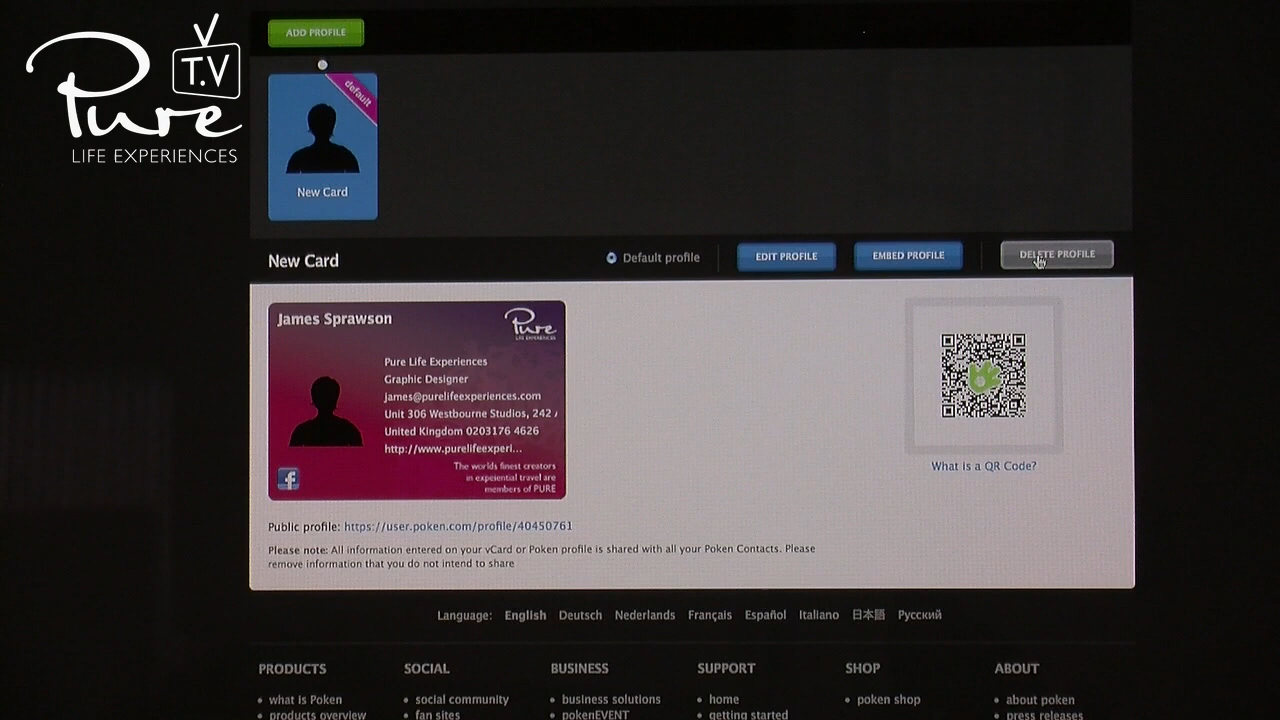 Pure T.V
LIFE EXPERIENCES
ADD PROFILE
default
New Card
New Card
Default profile
EDIT PROFILE
EMBED PROFILE
DELETE PROFILE
James Sprawson
Pure
LIFE EXPERIENCES
Pure Life Experiences
Graphic Designer
james@purelifeexperiences.com
Unit 306 Westbourne Studios, 242
United Kingdom 0203176 4626
http://www.purelifeexperi...
The worlds finest creators
in expeiential travel are
members of PURE
What is a QR Code?
Public profile: https://user.poken.com/profile/40450761
Please note: All information entered on your vCard or Poken profile is shared with all your Poken Contacts. Please
remove information that you do not intend to share
Language: English Deutsch Nederlands Français Español Italiano 日本語 Русский
PRODUCTS SOCIAL BUSINESS SUPPORT SHOP ABOUT
what is Poken social community business solutions home poken shop about poken
products overview fan sites pokenEVENT getting started press releases